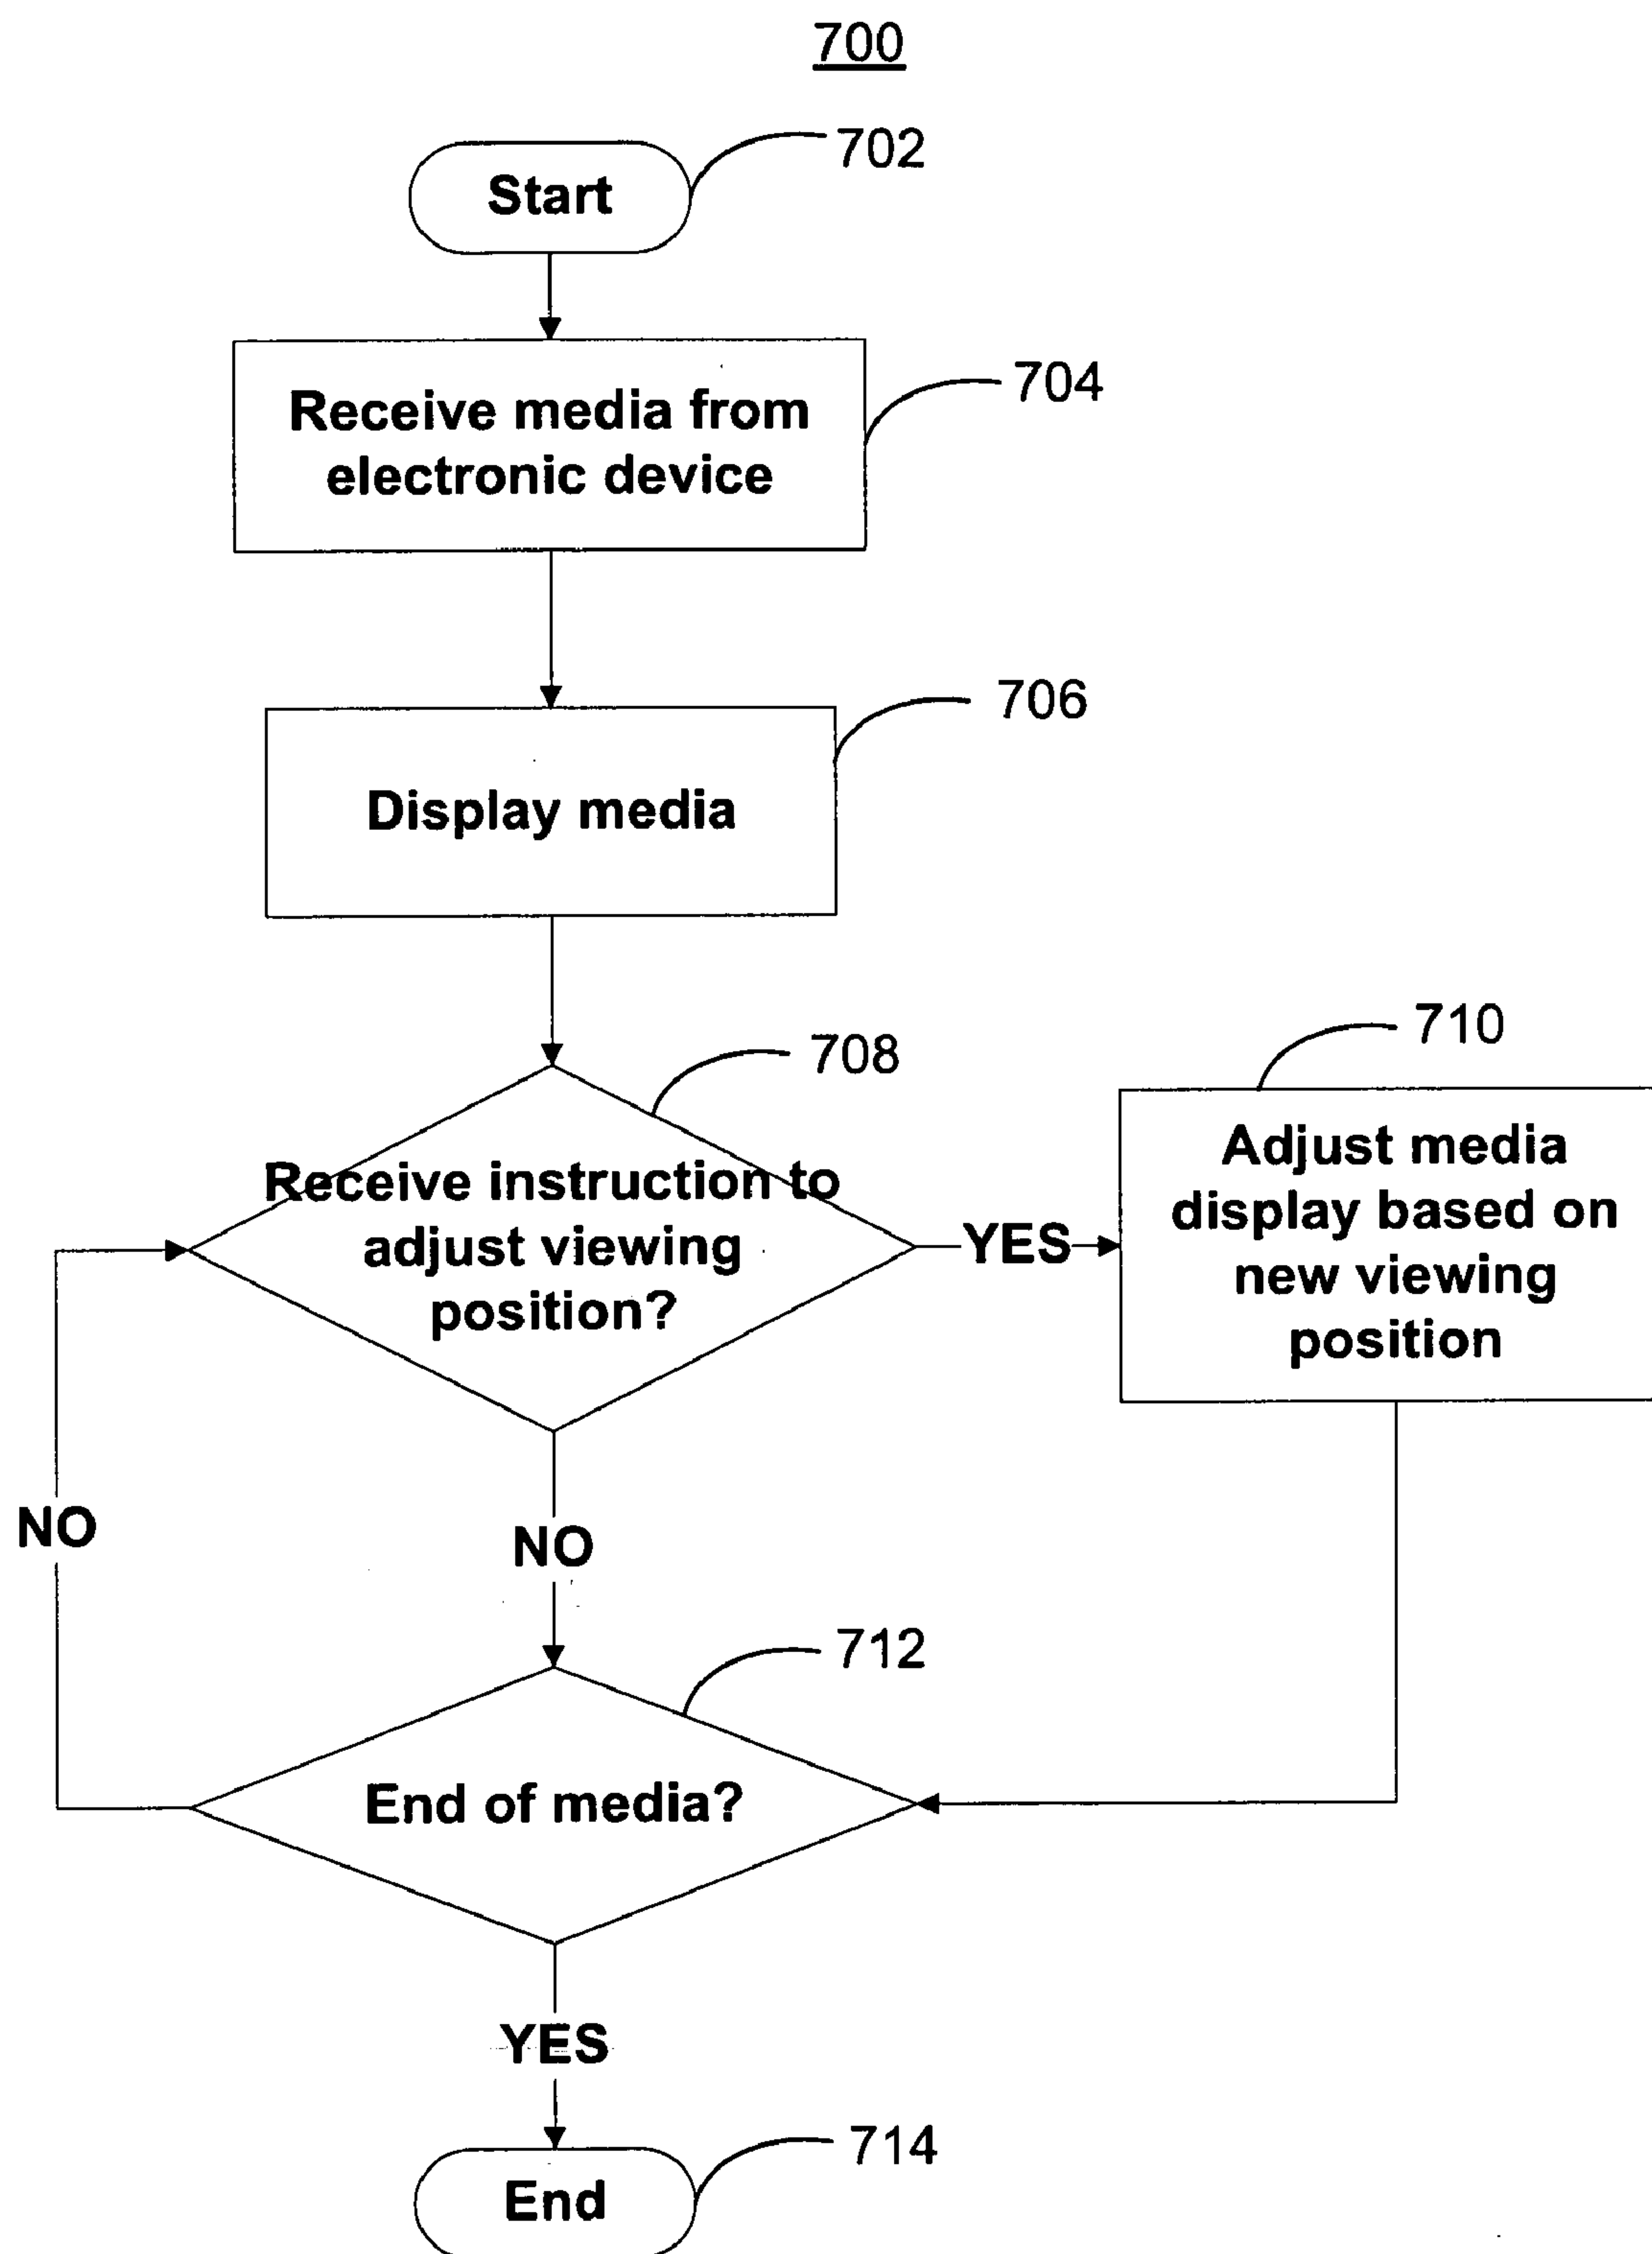 700
702
Start
704
Receive media from
electronic device
706
Display media
708
710
Receive instruction to
adjust viewing
position?
YES
Adjust media
display based on
new viewing
position
NO
NO
712
End of media?
YES
714
End